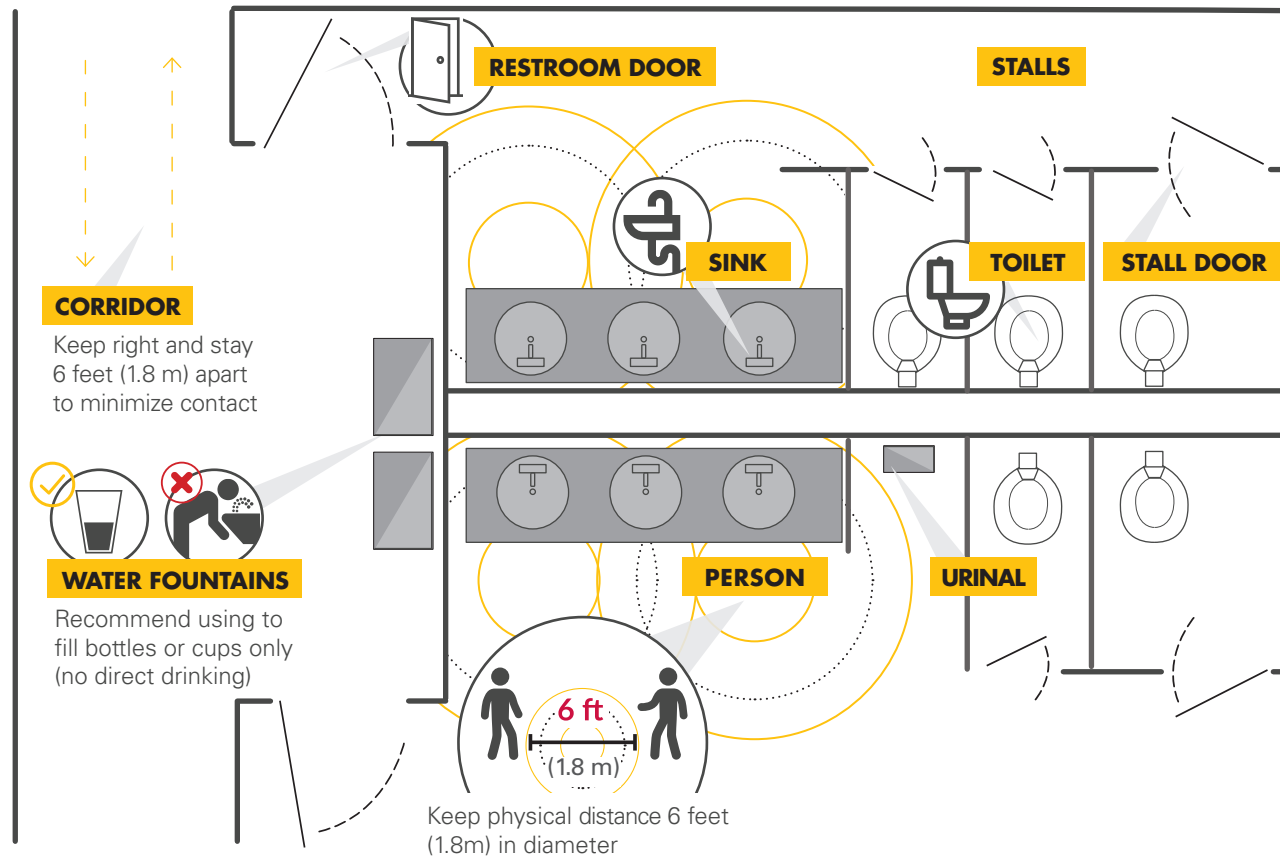 RESTROOM DOOR
STALLS
SINK
TOILET
STALL DOOR
CORRIDOR
Keep right and stay
6 feet (1.8 m) apart
to minimize contact
WATER FOUNTAINS
Recommend using to
fill bottles or cups only
(no direct drinking)
PERSON
URINAL
6 ft
(1.8 m)
Keep physical distance 6 feet
(1.8m) in diameter